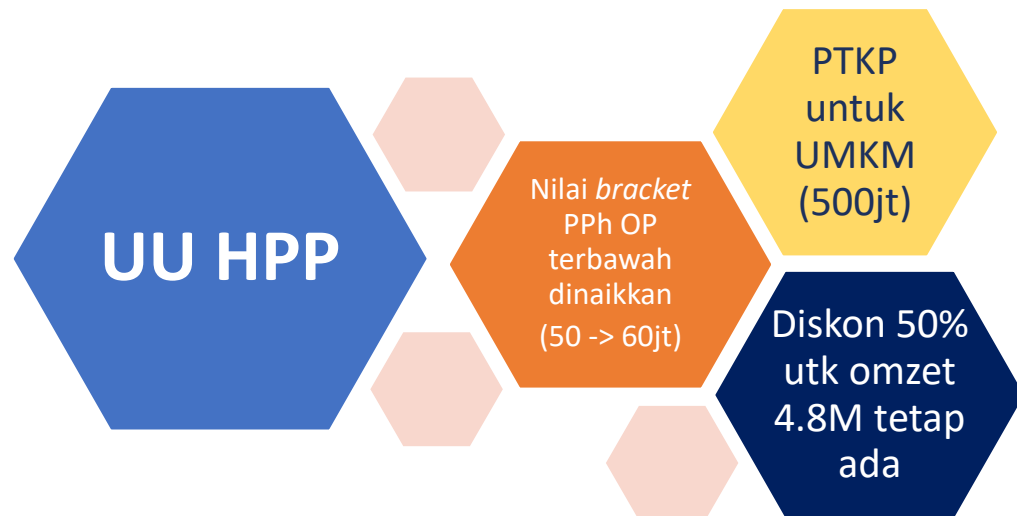 UU HPP
Nilai bracket
PPh OP
terbawah
dinaikkan
(50 -> 60jt)
PTKP
untuk
UMKM
(500jt)
Diskon 50%
utk omzet
4.8M tetap
ada